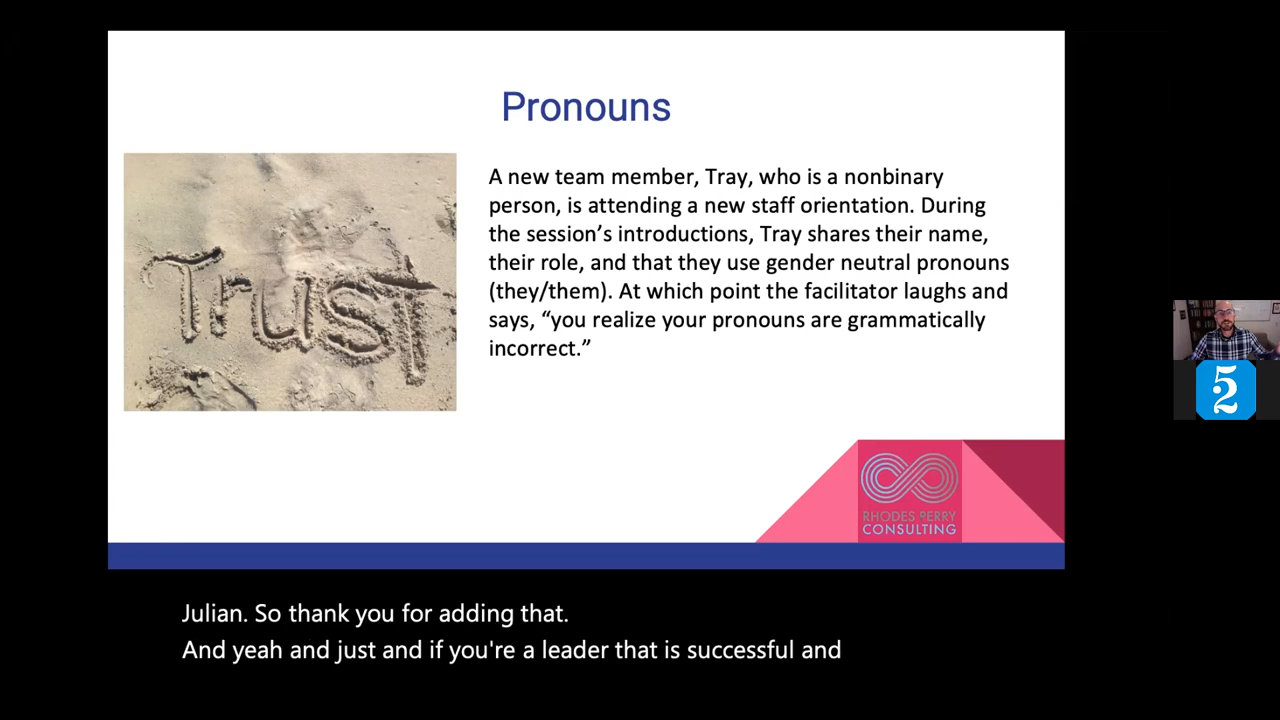 Pronouns
Trust
A new team member, Tray, who is a nonbinary
person, is attending a new staff orientation. During
the session’s introductions, Tray shares their name,
their role, and that they use gender neutral pronouns
(they/them). At which point the facilitator laughs and
says, “you realize your pronouns are grammatically
incorrect.”
RHODES PERRY
CONSULTING
5
Julian. So thank you for adding that.
And yeah and just and if you're a leader that is successful and